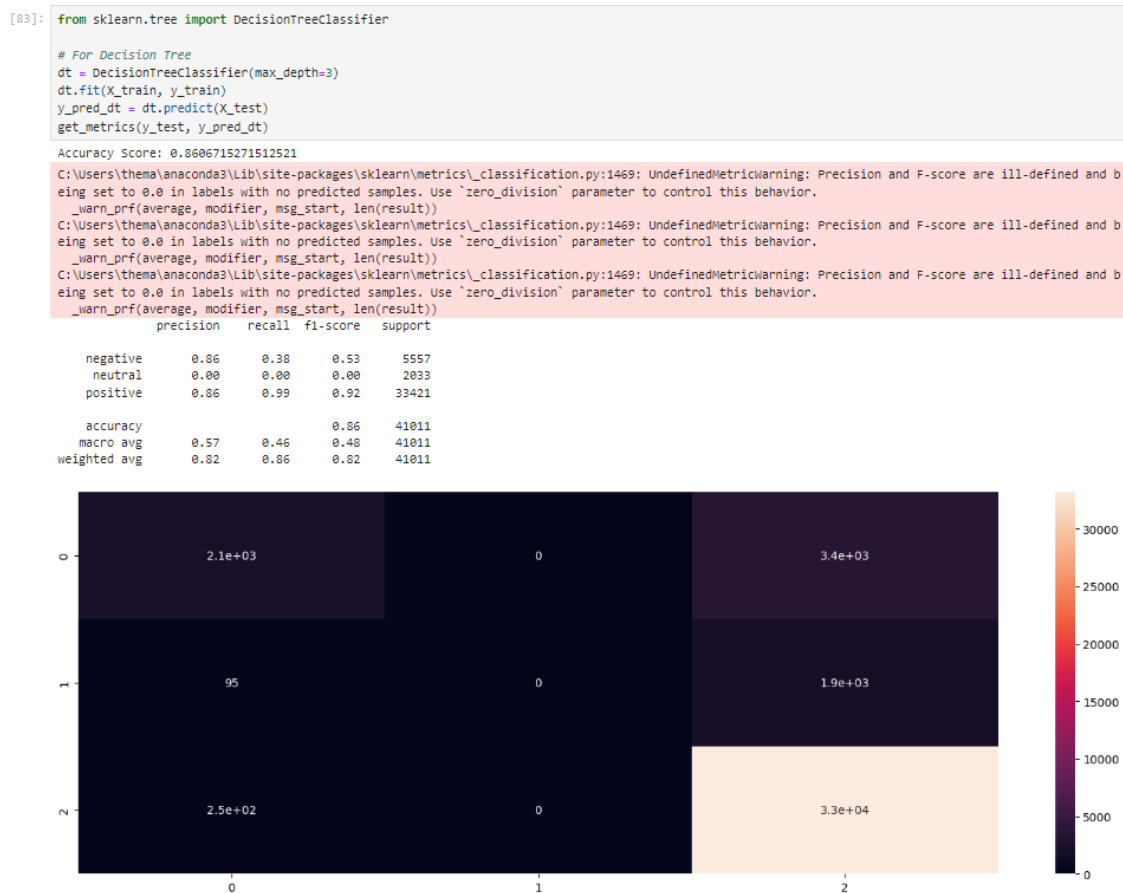 [83]: from sklearn.tree import DecisionTreeClassifier
# For Decision Tree
dt = DecisionTreeClassifier(max_depth=3)
dt.fit(X_train, y_train)
y_pred_dt = dt.predict(X_test)
get_metrics(y_test, y_pred_dt)
Accuracy Score: 0.8606715271512521
C:\Users\thema\anaconda3\Lib\site-packages\sklearn\metrics\_classification.py:1469: UndefinedMetricWarning: Precision and F-score are ill-defined and b
eing set to 0.0 in labels with no predicted samples. Use `zero_division` parameter to control this behavior.
_warn_prf(average, modifier, msg_start, len(result))
C:\Users\thema\anaconda3\Lib\site-packages\sklearn\metrics\_classification.py:1469: UndefinedMetricWarning: Precision and F-score are ill-defined and b
eing set to 0.0 in labels with no predicted samples. Use `zero_division` parameter to control this behavior.
_warn_prf(average, modifier, msg_start, len(result))
C:\Users\thema\anaconda3\Lib\site-packages\sklearn\metrics\_classification.py:1469: UndefinedMetricWarning: Precision and F-score are ill-defined and b
eing set to 0.0 in labels with no predicted samples. Use `zero_division` parameter to control this behavior.
_warn_prf(average, modifier, msg_start, len(result))
precision recall f1-score support
negative 0.86 0.38 0.53 5557
neutral 0.00 0.00 0.00 2033
positive 0.86 0.99 0.92 33421
accuracy 0.86 41011
macro avg 0.57 0.46 0.48 41011
weighted avg 0.82 0.86 0.82 41011
30000
0 2.1e+03 0 3.4e+03
25000
20000
1 95 0 1.9e+03
15000
10000
2 2.5e+02 0 3.3e+04
5000
0
0 1 2